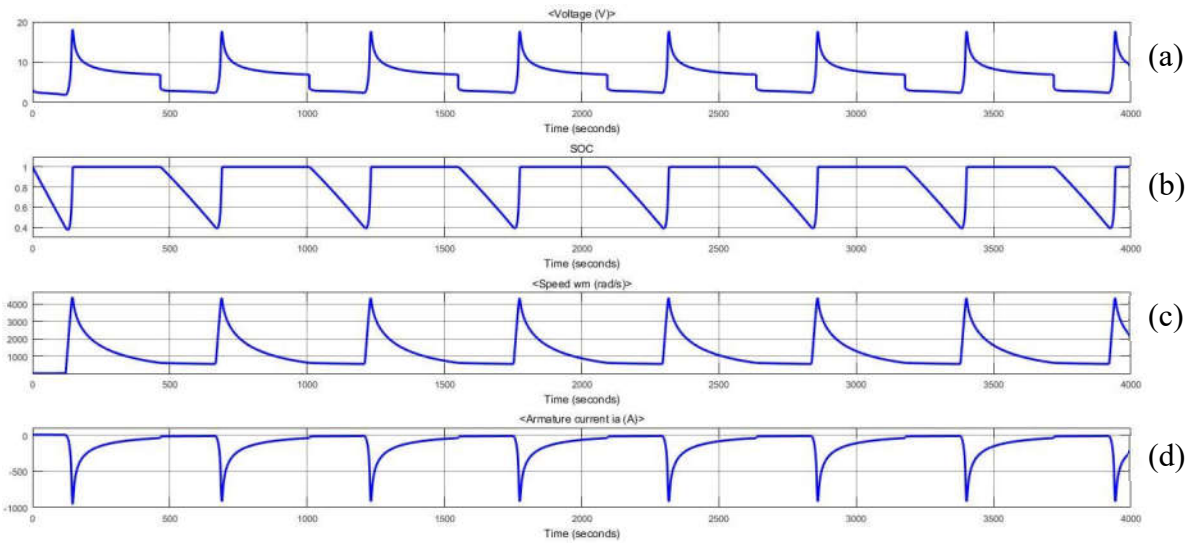 <Voltage (V)>
20
10
0
0 500 1000 1500 2000 2500 3000 3500 4000
Time (seconds)
(a)
SOC
1
0.8
0.6
0.4
0 500 1000 1500 2000 2500 3000 3500 4000
Time (seconds)
(b)
<Speed wm (rad/s)>
4000
3000
2000
1000
0 500 1000 1500 2000 2500 3000 3500 4000
Time (seconds)
(c)
<Armature current ia (A)>
0
-500
-1000
0 500 1000 1500 2000 2500 3000 3500 4000
Time (seconds)
(d)